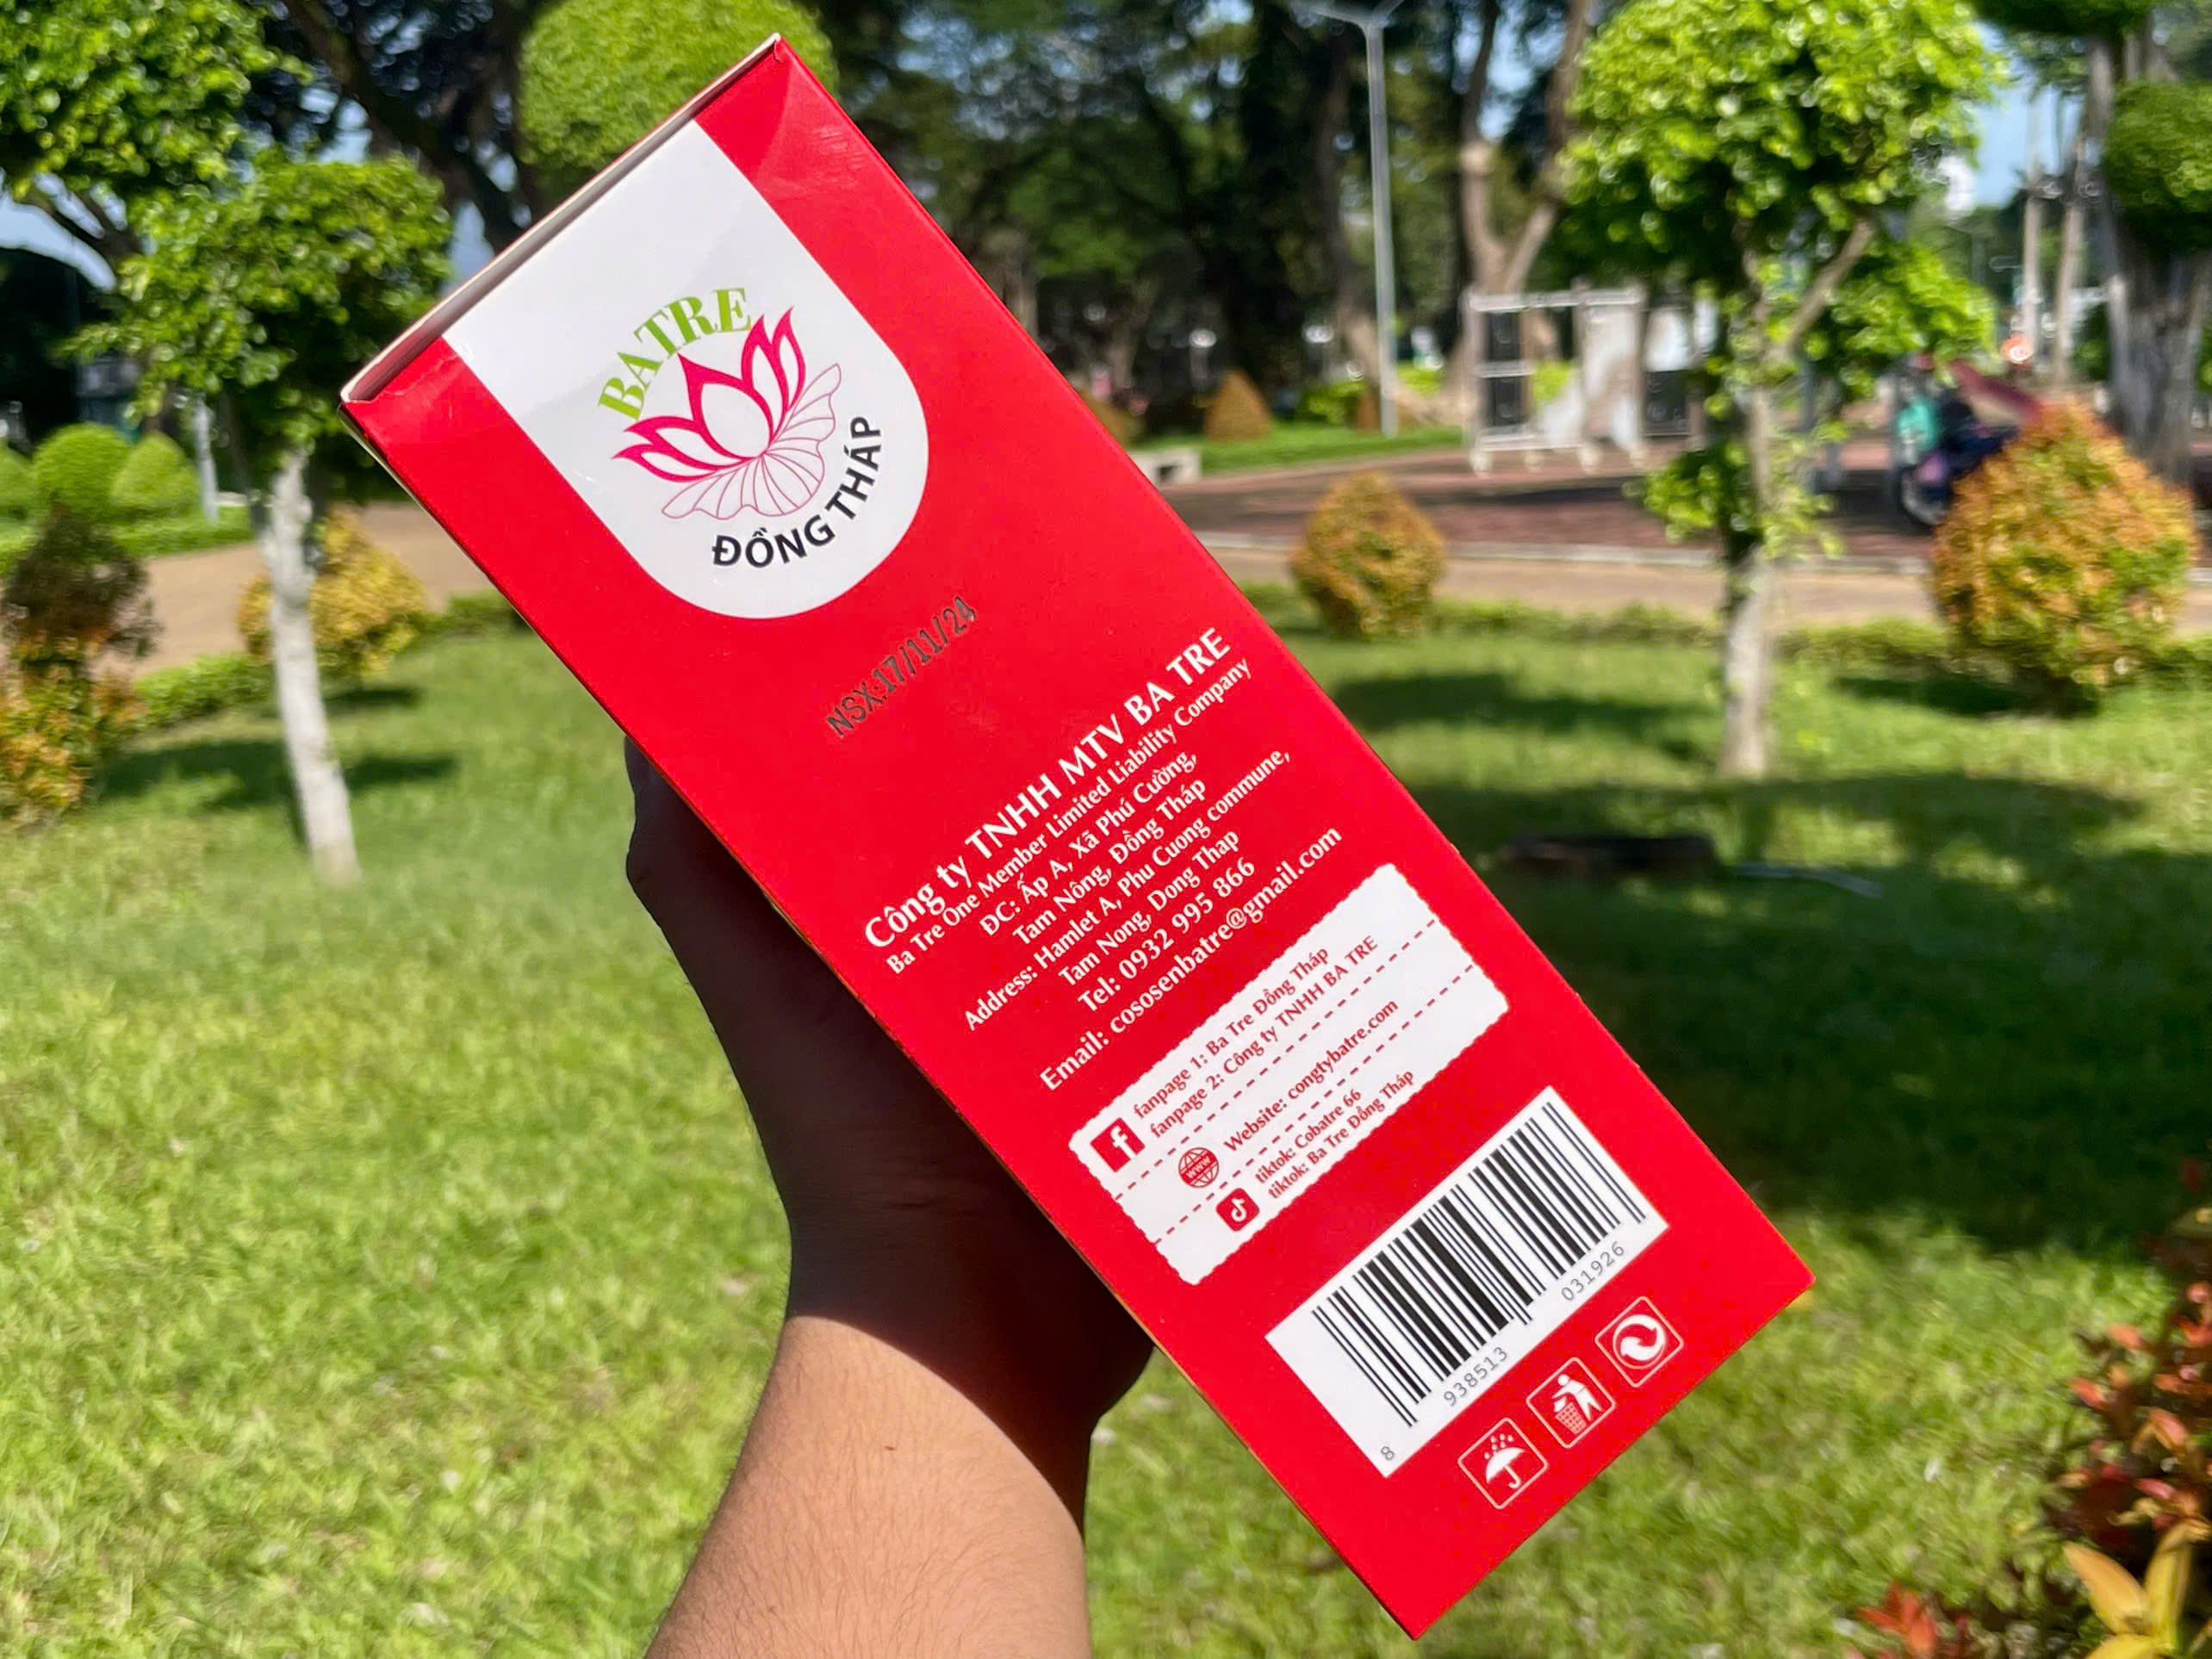 BA TRE
ĐỒNG THÁP
NSX:17/11/24
Công ty TNHH MTV BA TRE
Ba Tre One Member Limited Liability Company
ĐC: Ấp A, Xã Phú Cường,
Tam Nông, Đồng Tháp
Address: Hamlet A, Phu Cuong commune,
Tam Nong, Dong Thap
Tel: 0932 995 866
Email: cososenbatre@gmail.com
fanpage 1: Ba Tre Đồng Tháp
fanpage 2: Công ty TNHH BA TRE
www
Website: congtybatre.com
tiktok: Cobatre 66
tiktok: Ba Tre Đồng Tháp
8 938513 031926